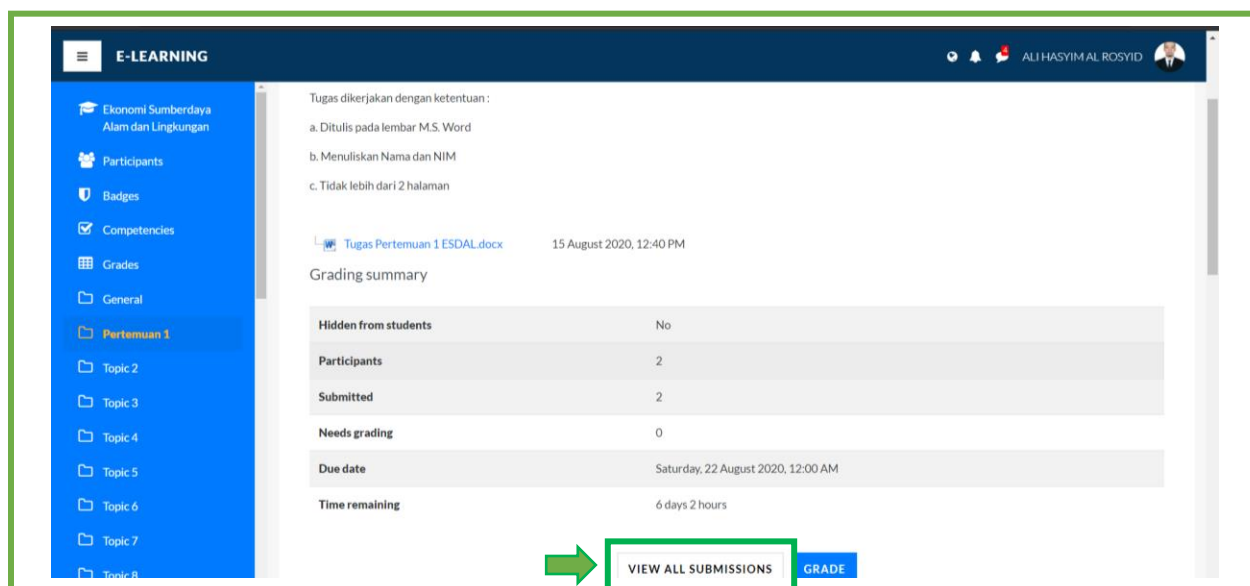 E-LEARNING
4
ALI HASYIM AL ROSYID
Ekonomi Sumberdaya
Alam dan Lingkungan
Participants
Badges
Competencies
Grades
General
Pertemuan 1
Topic 2
Topic 3
Topic 4
Topic 5
Topic 6
Topic 7
Topic 8
Tugas dikerjakan dengan ketentuan :
a. Ditulis pada lembar M.S. Word
b. Menuliskan Nama dan NIM
c. Tidak lebih dari 2 halaman
Tugas Pertemuan 1 ESDAL.docx 15 August 2020, 12:40 PM
Grading summary
Hidden from students No
Participants 2
Submitted 2
Needs grading 0
Due date Saturday, 22 August 2020, 12:00 AM
Time remaining 6 days 2 hours
VIEW ALL SUBMISSIONS GRADE